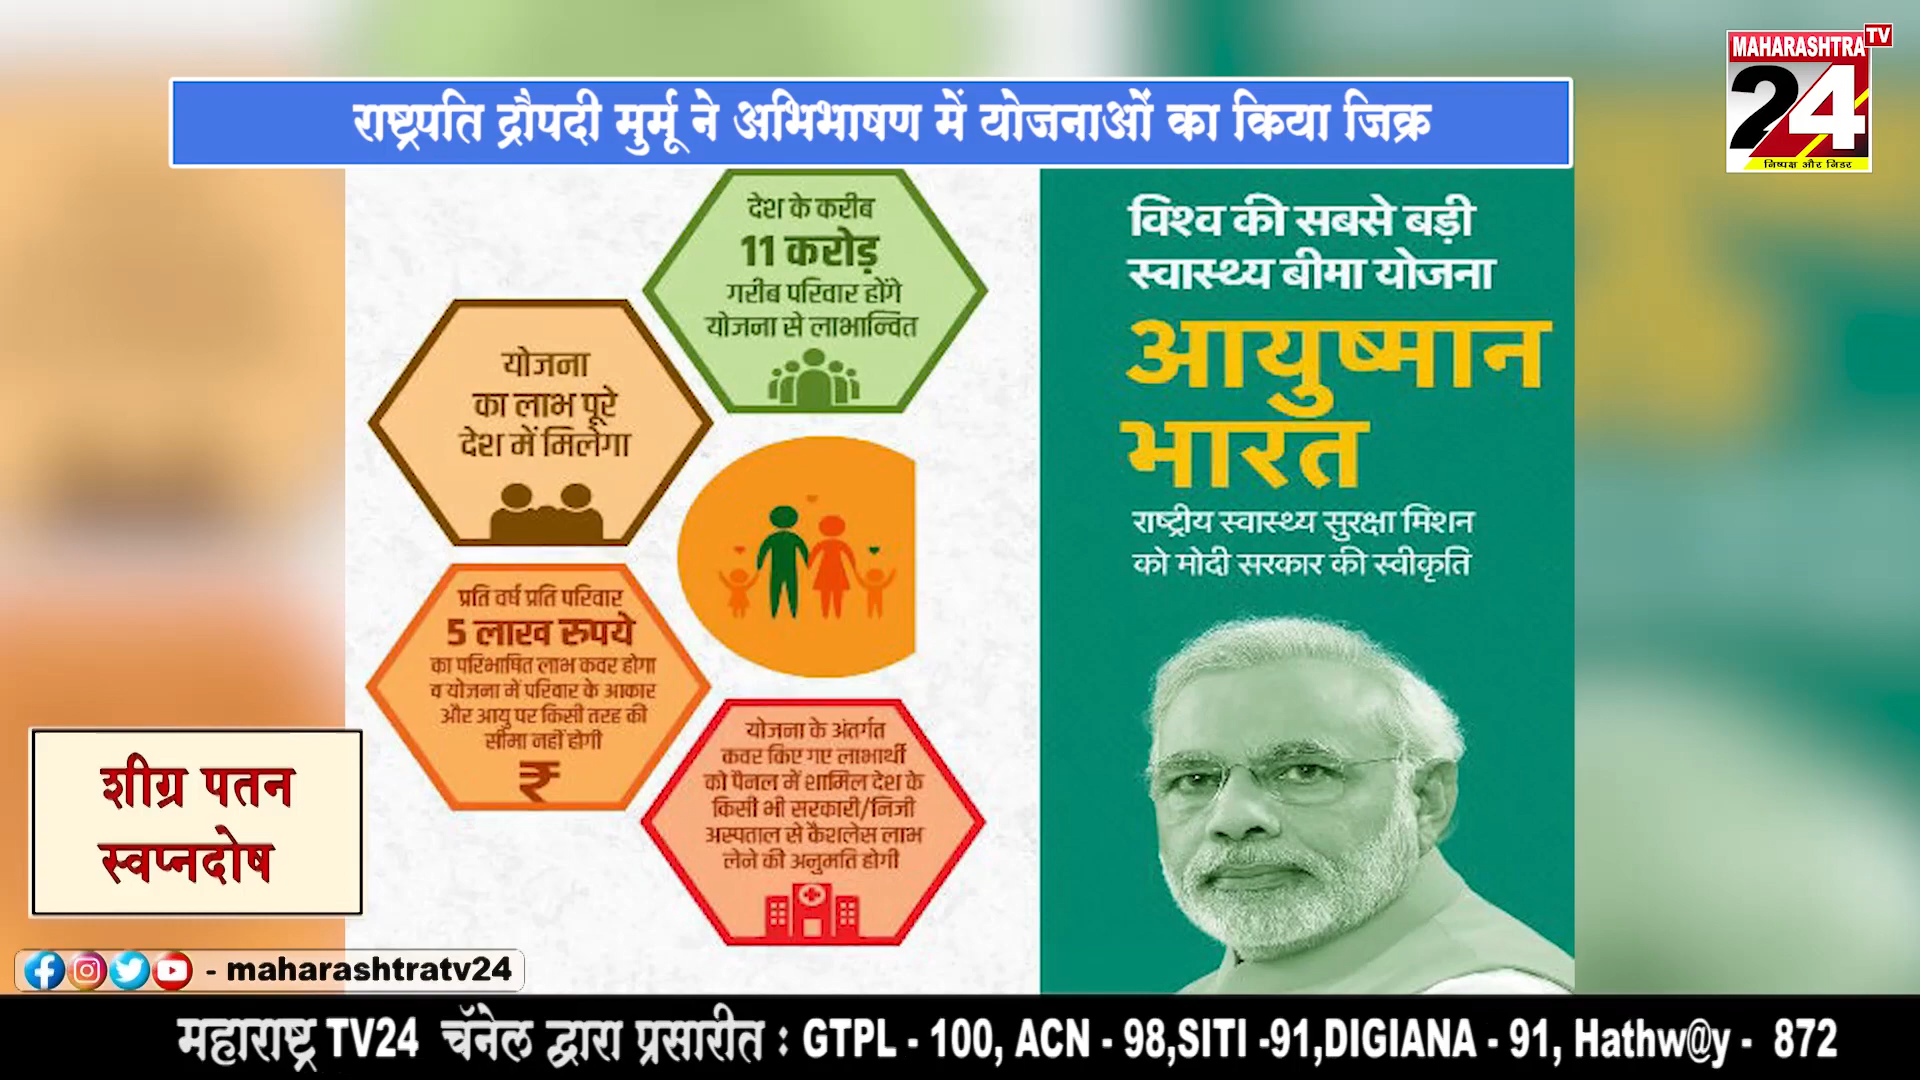 MAHARASHTRA TV
24
निष्पक्ष और निडर
राष्ट्रपति द्रौपदी मुर्मू ने अभिभाषण में योजनाओं का किया जिक्र
देश के करीब
11 करोड़
गरीब परिवार होंगे
योजना से लाभान्वित
योजना
का लाभ पूरे
देश में मिलेगा
प्रति वर्ष प्रति परिवार
5 लाख रुपये
का परिभाषित लाभ कवर होगा
व योजना में परिवार के आकार
और आयु पर किसी तरह की
सीमा नहीं होगी
₹
योजना के अंतर्गत
कवर किए गए लाभार्थी
को पैनल में शामिल देश के
किसी भी सरकारी/निजी
अस्पताल से कैशलेस लाभ
लेने की अनुमति होगी
विश्व की सबसे बड़ी
स्वास्थ्य बीमा योजना
आयुष्मान
भारत
राष्ट्रीय स्वास्थ्य सुरक्षा मिशन
को मोदी सरकार की स्वीकृति
शीग्र पतन
स्वप्नदोष
- maharashtratv24
महाराष्ट्र TV24 चॅनेल द्वारा प्रसारीत : GTPL - 100, ACN - 98,SITI -91,DIGIANA - 91, Hathw@y - 872